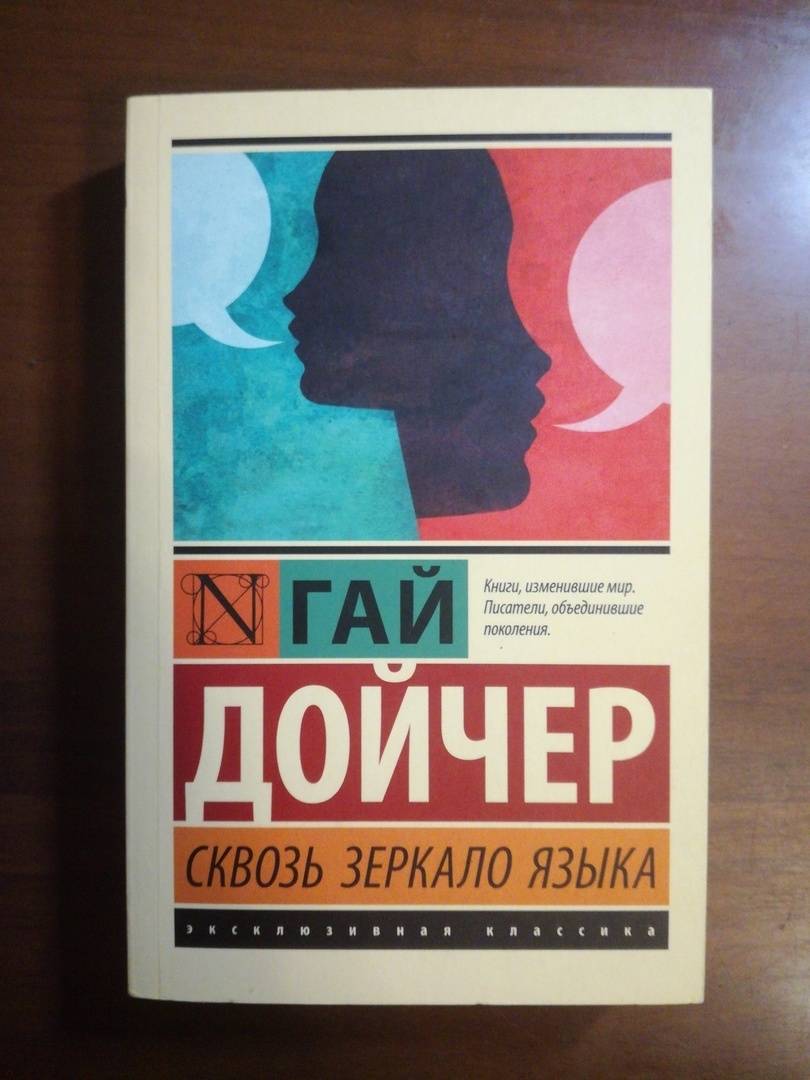 N ГАЙ
Книги, изменившие мир.
Писатели, объединившие
поколения.
ДОЙЧЕР
СКВОЗЬ ЗЕРКАЛО ЯЗЫКА
эксклюзивная классика